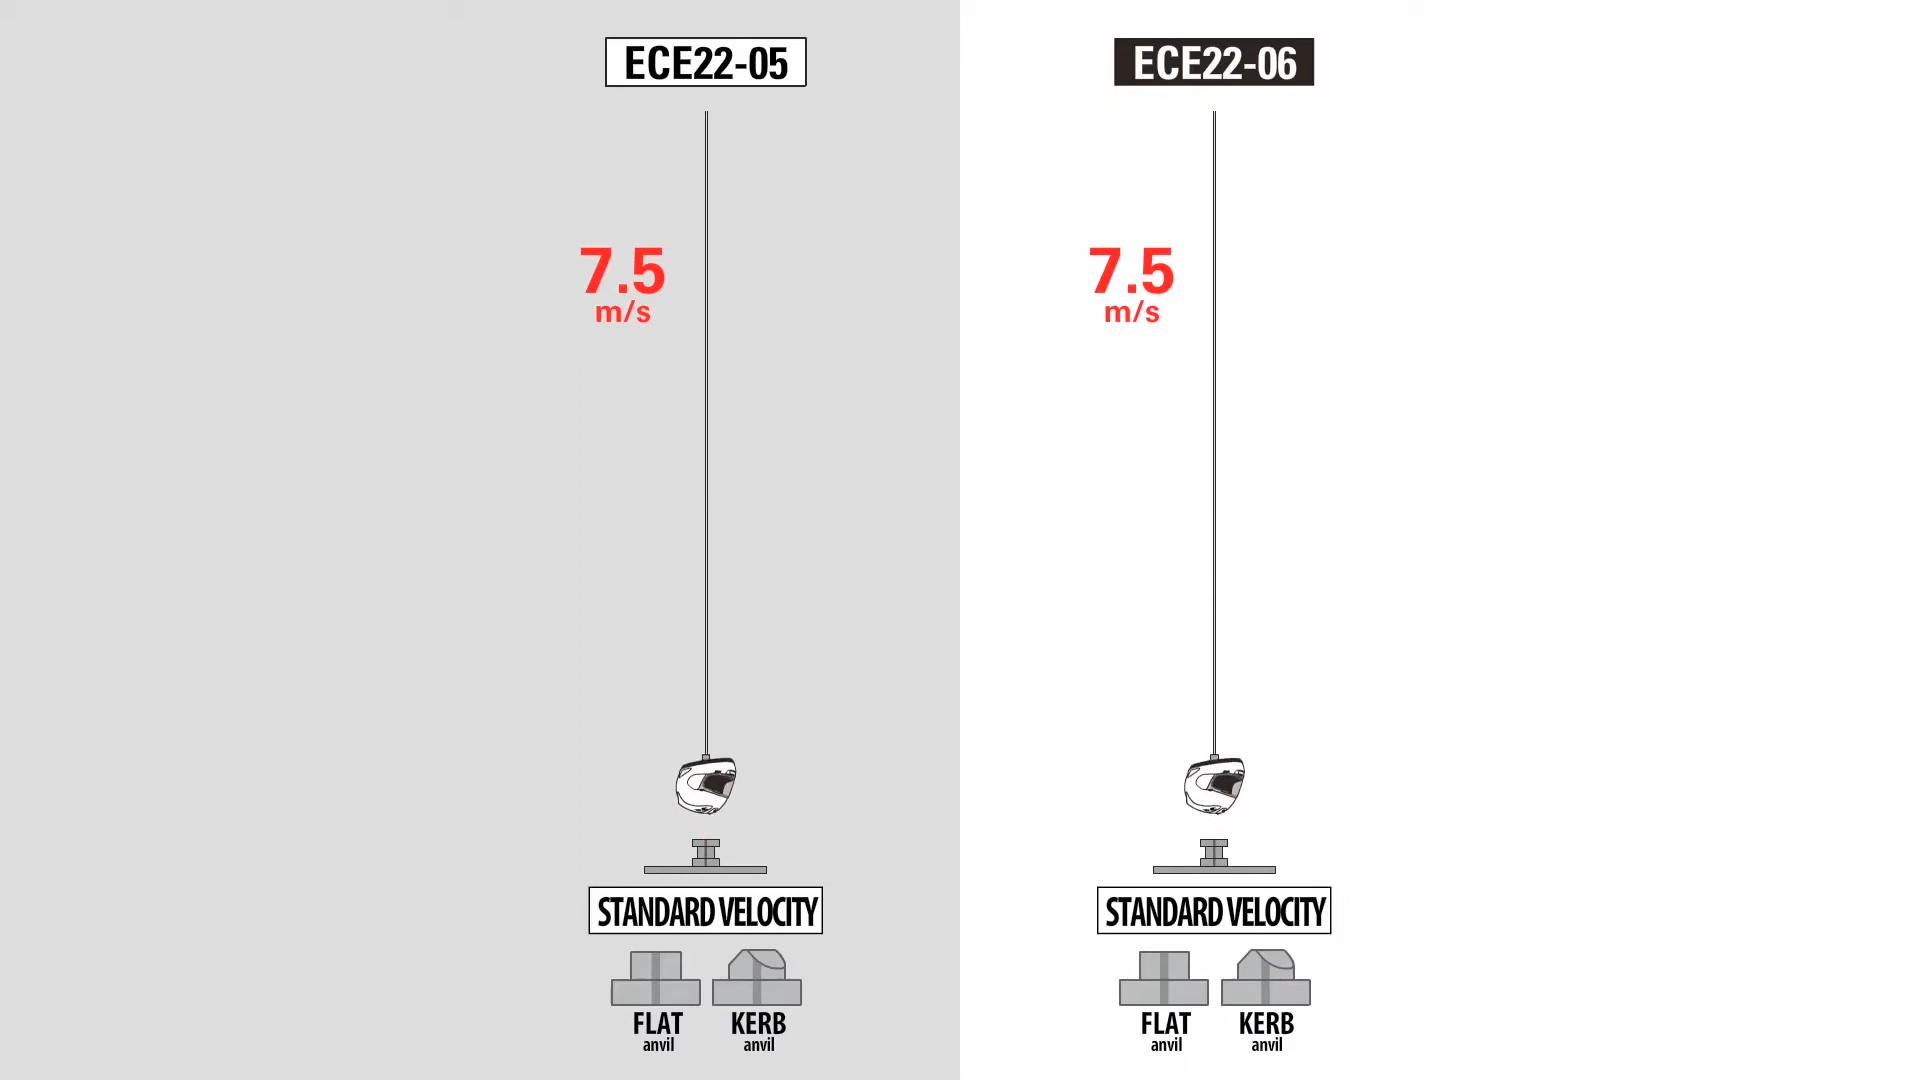 ECE22-05
7.5
m/s
STANDARD VELOCITY
FLAT
anvil
KERB
anvil
ECE22-06
7.5
m/s
STANDARD VELOCITY
FLAT
anvil
KERB
anvil